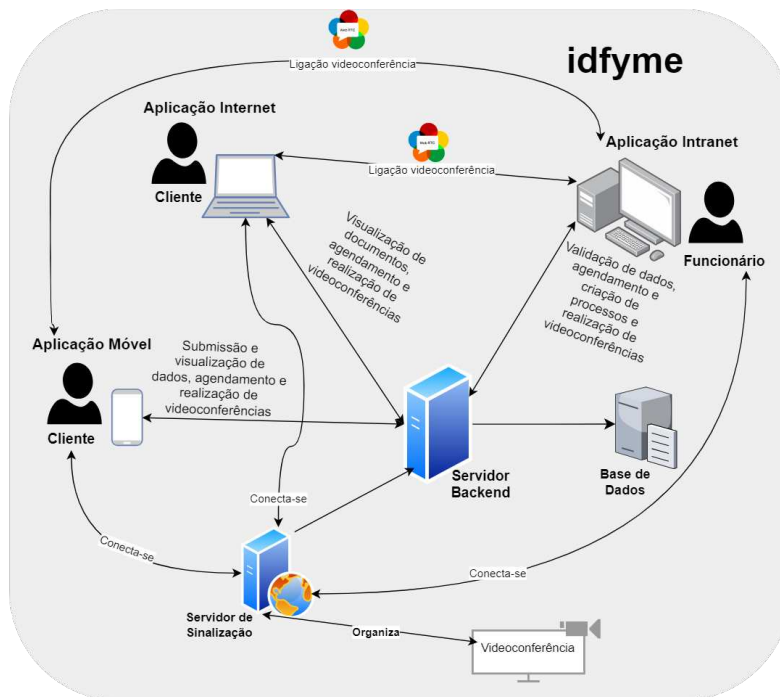 idfyme
Ligação videoconferência
Aplicação Internet
Aplicação Intranet
Ligação videoconferência
Cliente
Funcionário
Visualização de
documentos,
agendamento e
realização de
videoconferências
Validação de dados,
agendamento e
criação de
processos e
realização de
videoconferências
Aplicação Móvel
Submissão e
visualização de
dados, agendamento e
realização de
videoconferências
Cliente
Servidor
Backend
Base de
Dados
Conecta-se
Conecta-se
Conecta-se
Servidor de
Sinalização
Organiza
Videoconferência